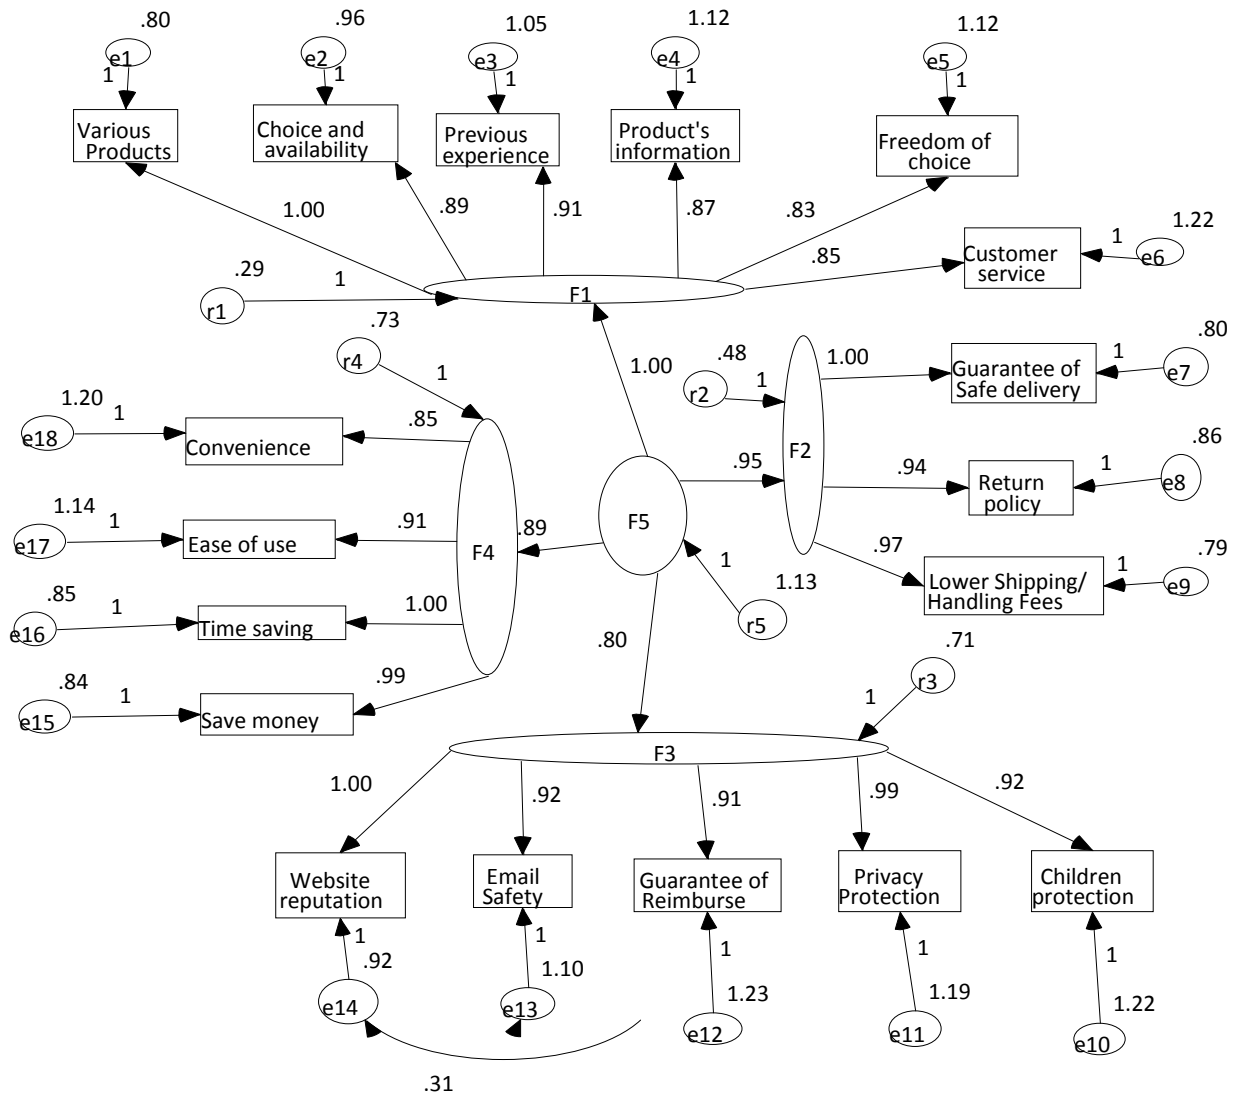 .80
.96
1.05
1.12
1.12
e1
e2
e3
e4
e5
1
1
1
1
1
Various
Products
Choice and
availability
Previous
experience
Product's
information
Freedom of
choice
1.00
.89
.91
.87
.83
.85
Customer
service
1
1.22
e6
.29
1
r1
F1
.73
r4
1
1.00
.48
1
r2
F2
1.00
Guarantee of
Safe delivery
1
.80
e7
1.20
1
e18
Convenience
.85
.95
.94
Return
policy
1
.86
e8
1.14
1
e17
Ease of use
.91
F4
.89
F5
.97
Lower Shipping/
Handling Fees
1
.79
e9
1
1.13
r5
.85
1
e16
Time saving
1.00
.80
.71
r3
1
.84
1
e15
Save money
.99
F3
1.00
.92
.91
.99
.92
Website
reputation
Email
Safety
Guarantee of
Reimburse
Privacy
Protection
Children
protection
1
1
1
1
1
.92
1.10
1.23
1.19
1.22
e14
e13
e12
e11
e10
.31